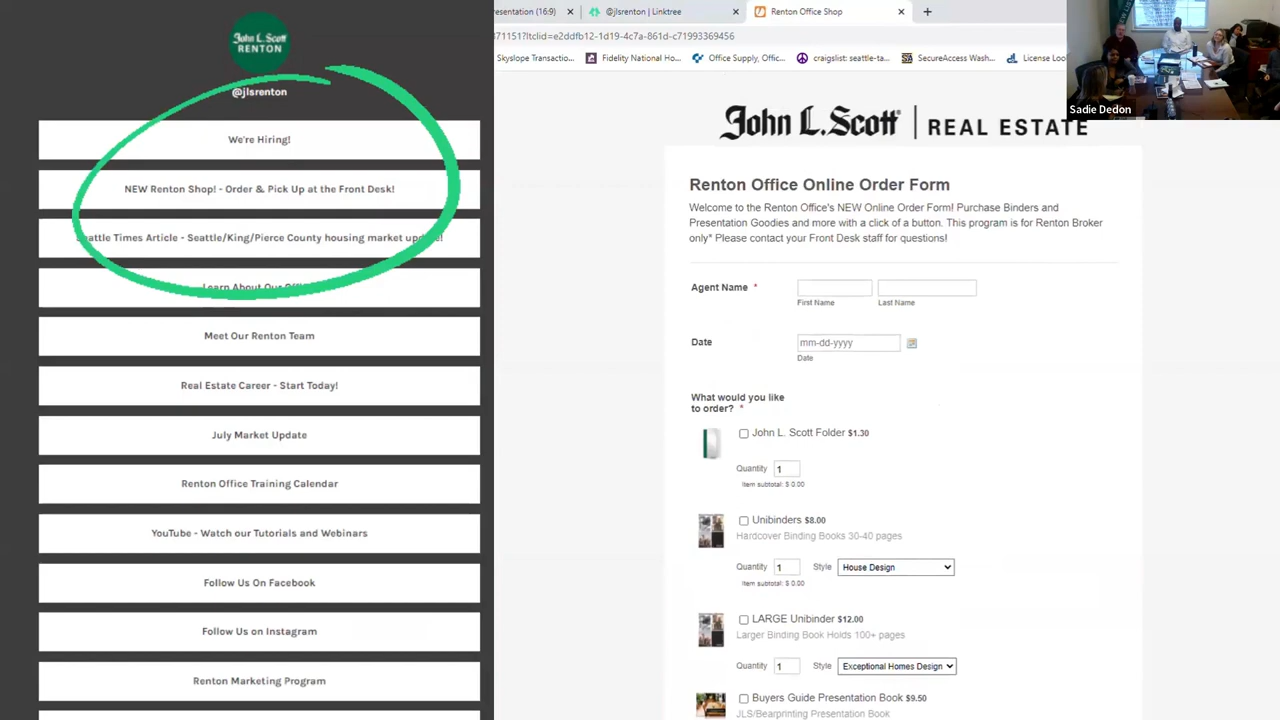 John L. Scott
RENTON
@jlsrenton
We're Hiring!
NEW Renton Shop! - Order & Pick Up at the Front Desk!
Seattle Times Article - Seattle/King/Pierce County housing market update!
Learn About Our
Meet Our Renton Team
Real Estate Career - Start Today!
July Market Update
Renton Office Training Calendar
YouTube - Watch our Tutorials and Webinars
Follow Us On Facebook
Follow Us on Instagram
Renton Marketing Program
resentation (16:9)
@jlsrenton | Linktree
Renton Office Shop
371151?ltclid=e2ddfb12-1d19-4c7a-861d-c71993369456
Skyslope Transactio...
Fidelity National Ho...
Office Supply, Offic...
craigslist: seattle-ta...
SecureAccess Wash...
License Loo
Sadie Dedon
John L. Scott® | REAL ESTATE
Renton Office Online Order Form
Welcome to the Renton Office's NEW Online Order Form! Purchase Binders and
Presentation Goodies and more with a click of a button. This program is for Renton Broker
only* Please contact your Front Desk staff for questions!
Agent Name *
First Name Last Name
Date mm-dd-yyyy
Date
What would you like
to order? *
John L. Scott Folder $1.30
Quantity 1
Item subtotal: $ 0.00
Unibinders $8.00
Hardcover Binding Books 30-40 pages
Quantity 1 Style House Design
Item subtotal: $ 0.00
LARGE Unibinder $12.00
Larger Binding Book Holds 100+ pages
Quantity 1 Style Exceptional Homes Design
Buyers Guide Presentation Book $9.50
JLS/Bearprinting Presentation Book